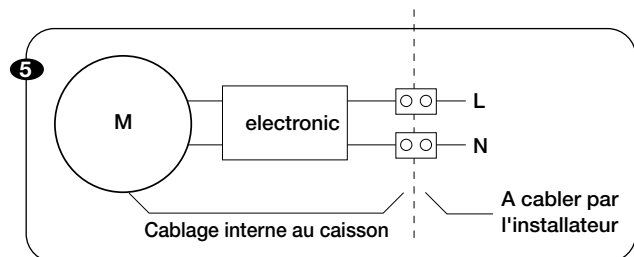 5
M
electronic
L
N
Cablage interne au caisson
A cabler par
l'installateur